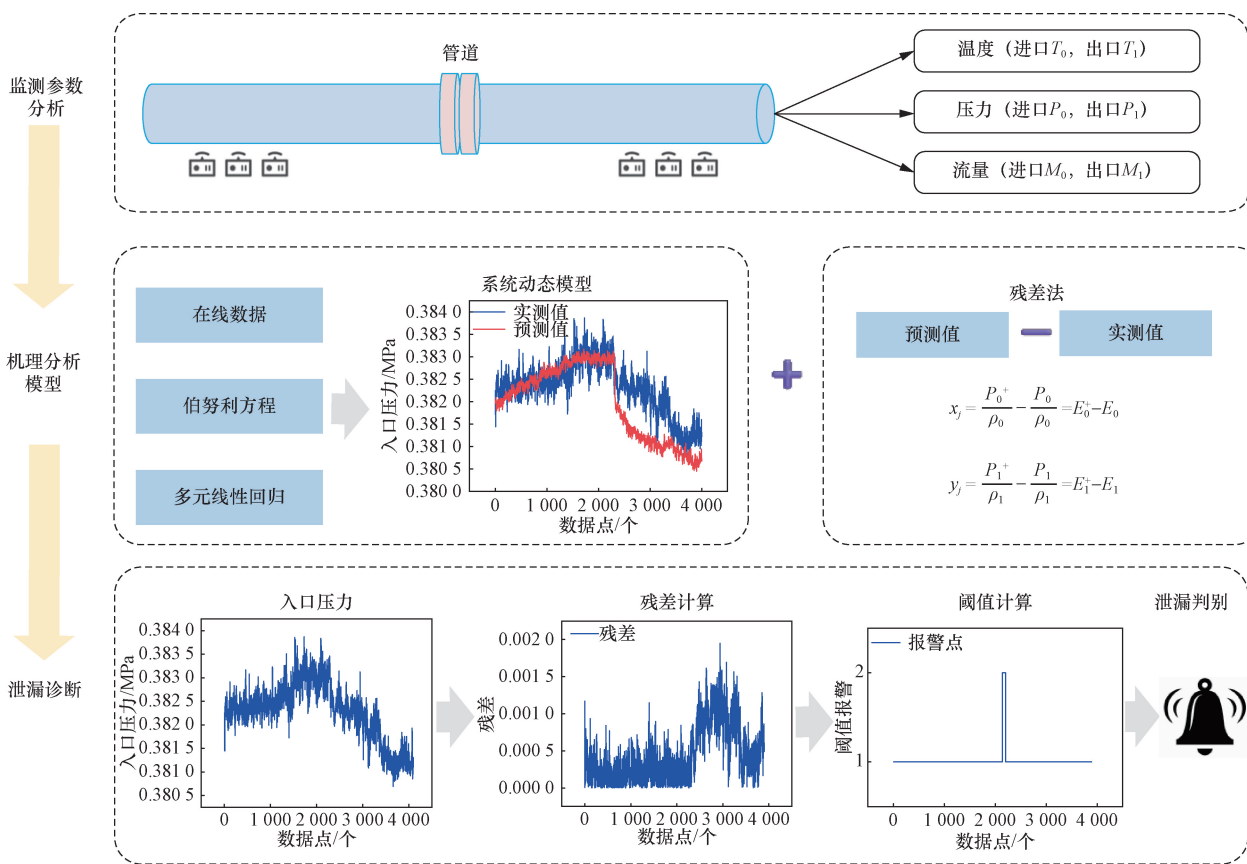 监测参数
分析
管道
温度（进口T₀，出口T₁）
压力（进口P₀，出口P₁）
流量（进口M₀，出口M₁）
机理分析
模型
在线数据
伯努利方程
多元线性回归
系统动态模型
实测值
预测值
入口压力/MPa
0.384 0
0.383 5
0.383 0
0.382 5
0.382 0
0.381 5
0.381 0
0.380 5
0.380 0
0 1 000 2 000 3 000 4 000
数据点/个
残差法
预测值 实测值
xⱼ = P₀⁺/ρ₀ − P₀/ρ₀ =E₀⁺−E₀
yⱼ = P₁⁺/ρ₁ − P₁/ρ₁ =E₁⁺−E₁
泄漏诊断
入口压力
入口压力/MPa
0.384 0
0.383 5
0.383 0
0.382 5
0.382 0
0.381 5
0.381 0
0.380 5
0 1 000 2 000 3 000 4 000
数据点/个
残差计算
残差
残差
0.002 0
0.001 5
0.001 0
0.000 5
0.000 0
0 1 000 2 000 3 000 4 000
数据点/个
阈值计算
报警点
阈值报警
2
1
0 1 000 2 000 3 000 4 000
数据点/个
泄漏判别